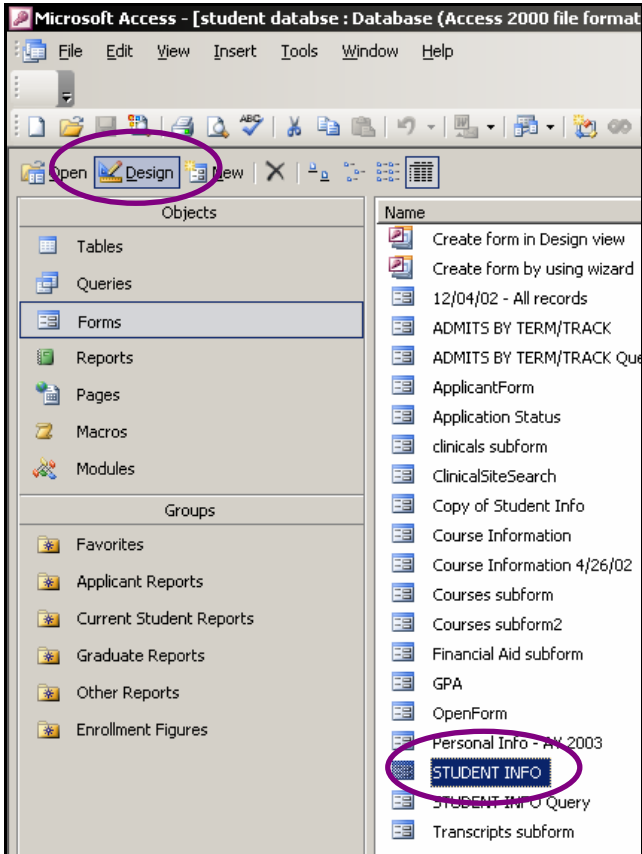 Microsoft Access - [student databse : Database (Access 2000 file format
File Edit View Insert Tools Window Help
ABC
Open Design New
Objects
Tables
Queries
Forms
Reports
Pages
Macros
Modules
Groups
Favorites
Applicant Reports
Current Student Reports
Graduate Reports
Other Reports
Enrollment Figures
Name
Create form in Design view
Create form by using wizard
12/04/02 - All records
ADMITS BY TERM/TRACK
ADMITS BY TERM/TRACK Que
ApplicantForm
Application Status
clinicals subform
ClinicalSiteSearch
Copy of Student Info
Course Information
Course Information 4/26/02
Courses subform
Courses subform2
Financial Aid subform
GPA
OpenForm
Personal Info - AY 2003
STUDENT INFO
STUDENT INFO Query
Transcripts subform